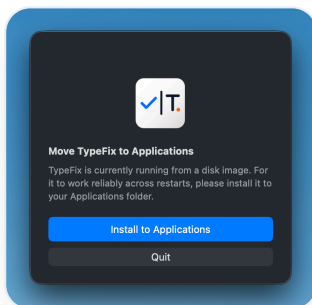 T.
Move TypeFix to Applications
TypeFix is currently running from a disk image. For
it to work reliably across restarts, please install it to
your Applications folder.
Install to Applications
Quit